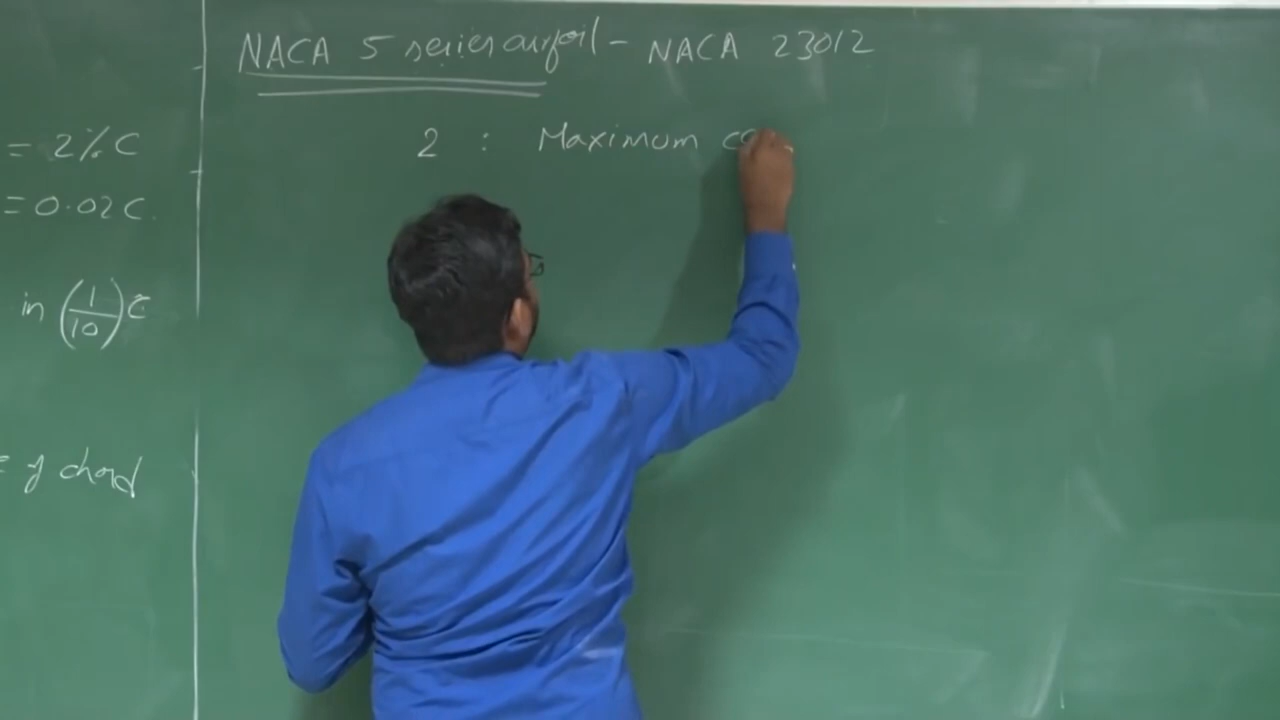 = 2% C
= 0.02 C.
in (1/10) C
of chord
NACA 5 series airfoil - NACA 23012
2 : Maximum